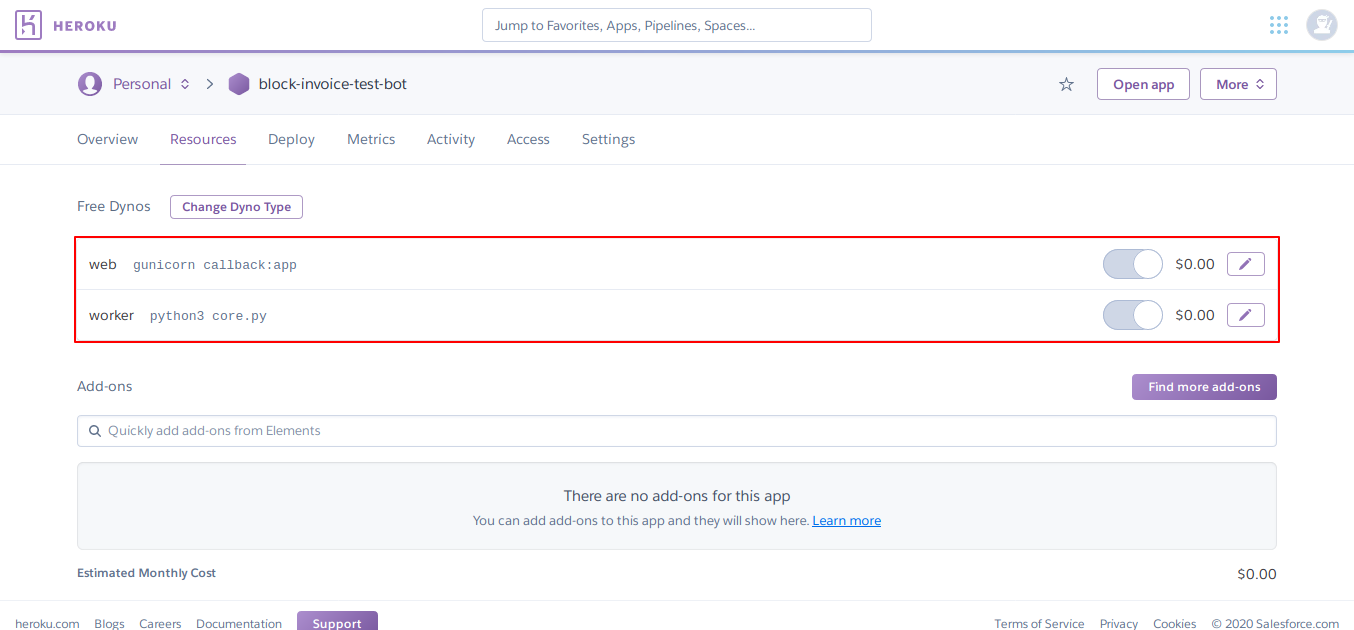 HEROKU
Jump to Favorites, Apps, Pipelines, Spaces...
Personal block-invoice-test-bot Open app More
Overview Resources Deploy Metrics Activity Access Settings
Free Dynos Change Dyno Type
web gunicorn callback:app $0.00
worker python3 core.py $0.00
Add-ons Find more add-ons
Quickly add add-ons from Elements
There are no add-ons for this app
You can add add-ons to this app and they will show here. Learn more
Estimated Monthly Cost $0.00
heroku.com Blogs Careers Documentation Support Terms of Service Privacy Cookies © 2020 Salesforce.com